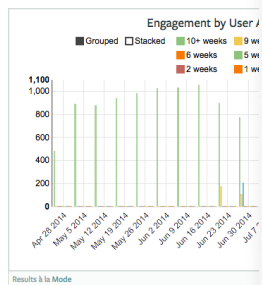 Engagement by User A
Grouped Stacked 10+ weeks 9 we
6 weeks 5 we
2 weeks 1 we
1,100
1,000
800
600
400
200
0
Apr 28 2014 May 5 2014 May 12 2014 May 19 2014 May 26 2014 Jun 2 2014 Jun 9 2014 Jun 16 2014 Jun 23 2014 Jun 30 2014 Jul 7
Results à la Mode